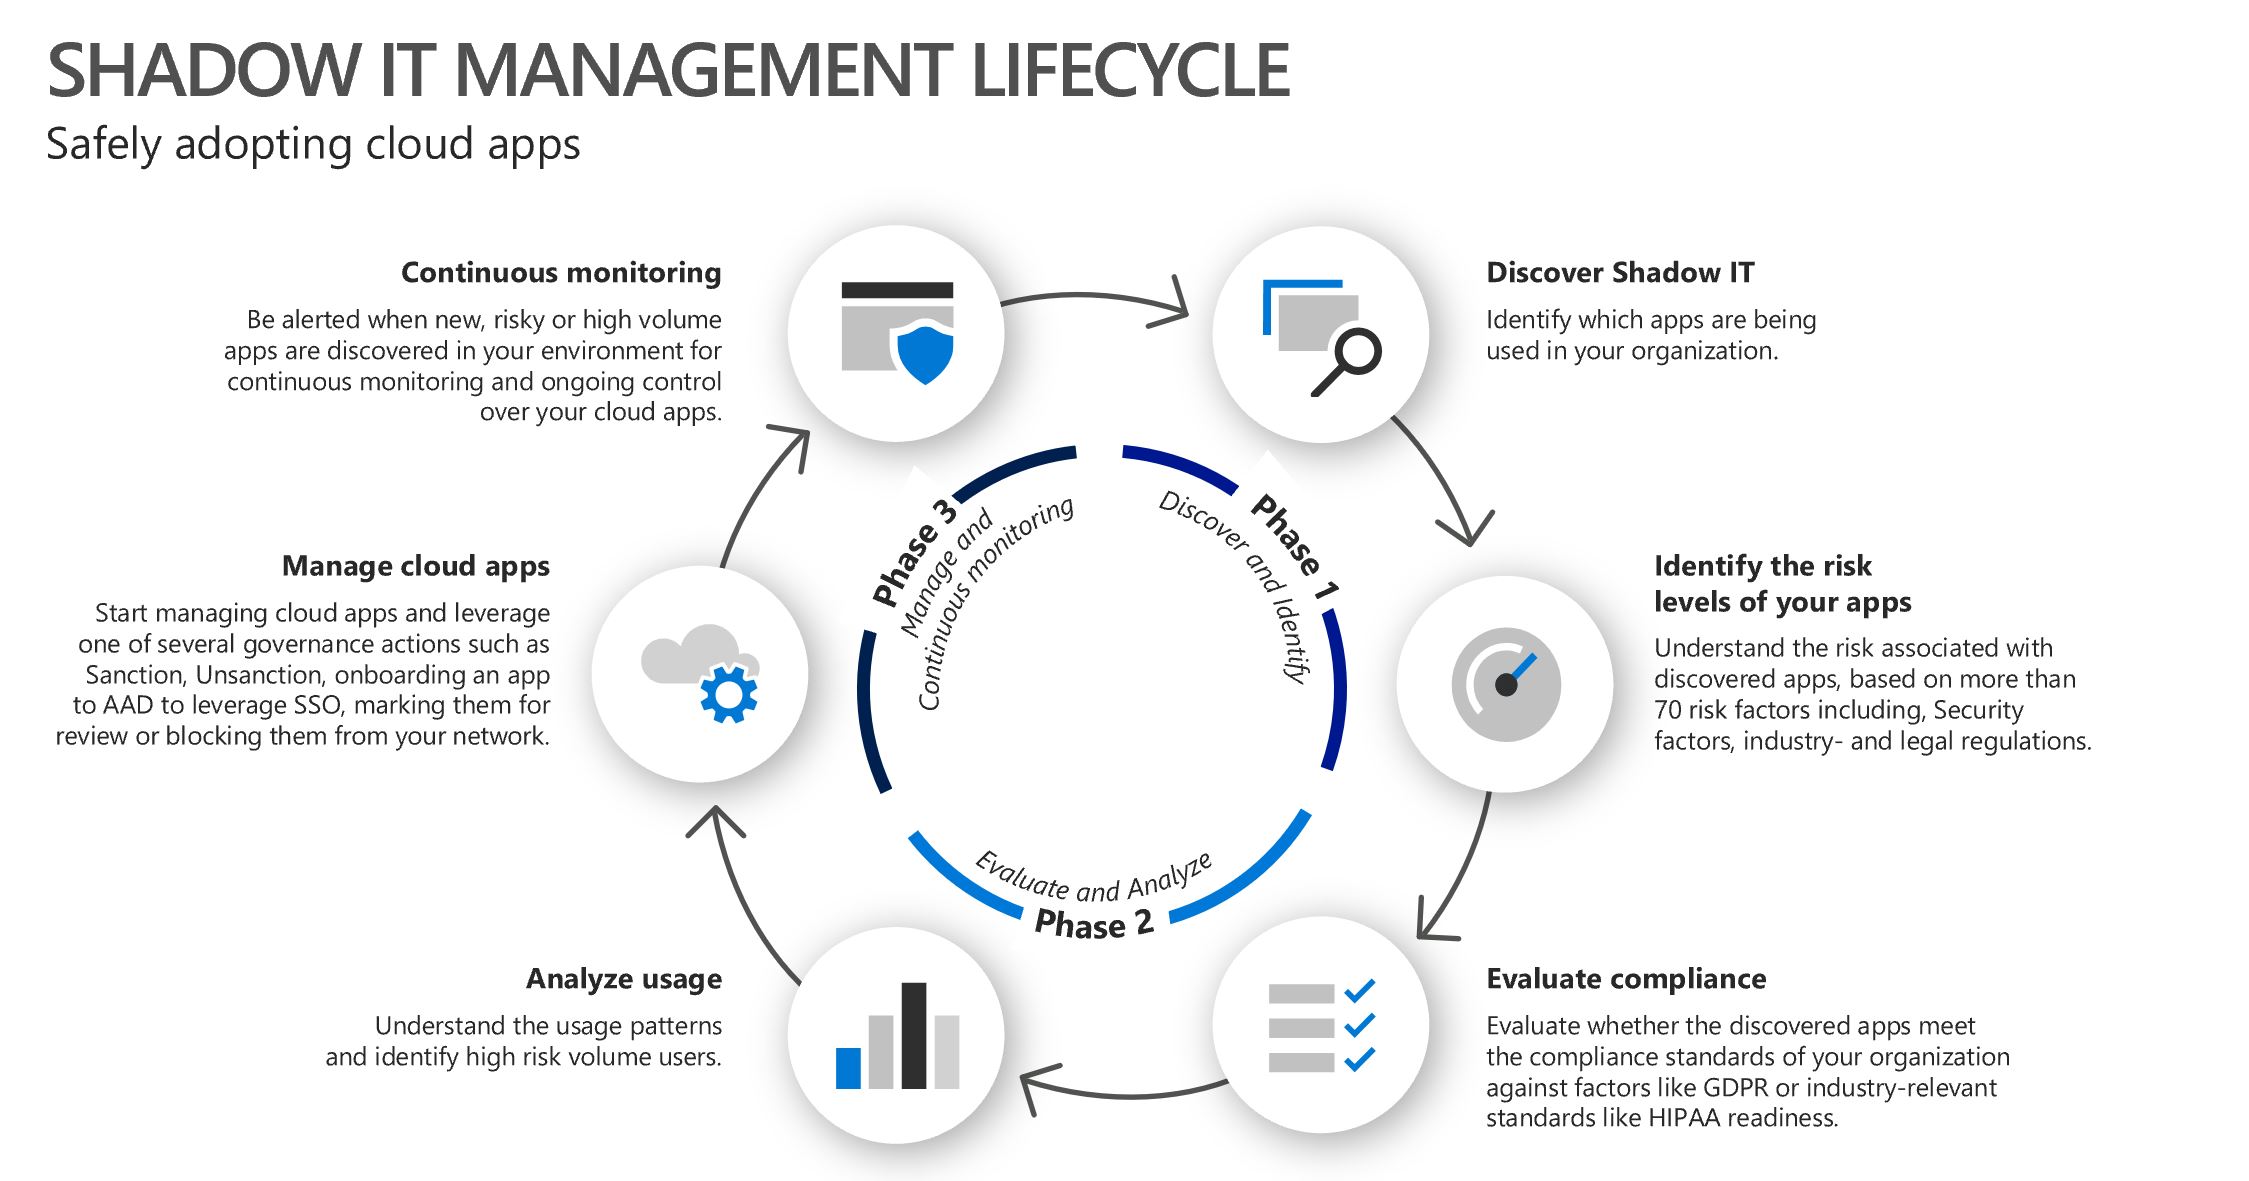 SHADOW IT MANAGEMENT LIFECYCLE
Safely adopting cloud apps
Continuous monitoring
Be alerted when new, risky or high volume
apps are discovered in your environment for
continuous monitoring and ongoing control
over your cloud apps.
Discover Shadow IT
Identify which apps are being
used in your organization.
Phase 1
Discover and Identify
Identify the risk
levels of your apps
Understand the risk associated with
discovered apps, based on more than
70 risk factors including, Security
factors, industry- and legal regulations.
Phase 2
Evaluate and Analyze
Evaluate compliance
Evaluate whether the discovered apps meet
the compliance standards of your organization
against factors like GDPR or industry-relevant
standards like HIPAA readiness.
Analyze usage
Understand the usage patterns
and identify high risk volume users.
Phase 3
Manage and
Continuous monitoring
Manage cloud apps
Start managing cloud apps and leverage
one of several governance actions such as
Sanction, Unsanction, onboarding an app
to AAD to leverage SSO, marking them for
review or blocking them from your network.